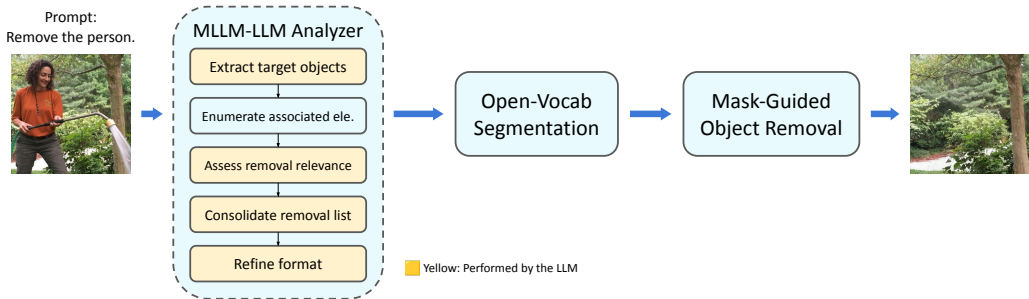 Prompt:
Remove the person.
MLLM-LLM Analyzer
Extract target objects
Enumerate associated ele.
Assess removal relevance
Consolidate removal list
Refine format
Open-Vocab
Segmentation
Mask-Guided
Object Removal
Yellow: Performed by the LLM